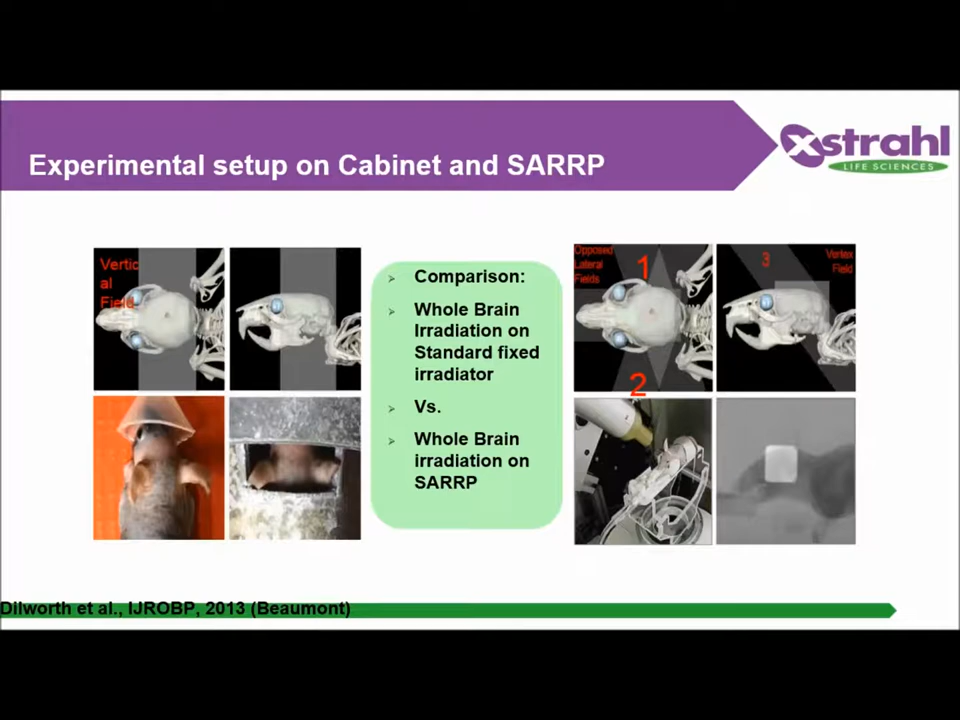 Experimental setup on Cabinet and SARRP
xstrahl
LIFE SCIENCES
Vertic
al
Field
Comparison:
Whole Brain
Irradiation on
Standard fixed
irradiator
Vs.
Whole Brain
irradiation on
SARRP
Opposed
Lateral
Fields
1
2
3
Vertex
Field
Dilworth et al., IJROBP, 2013 (Beaumont)